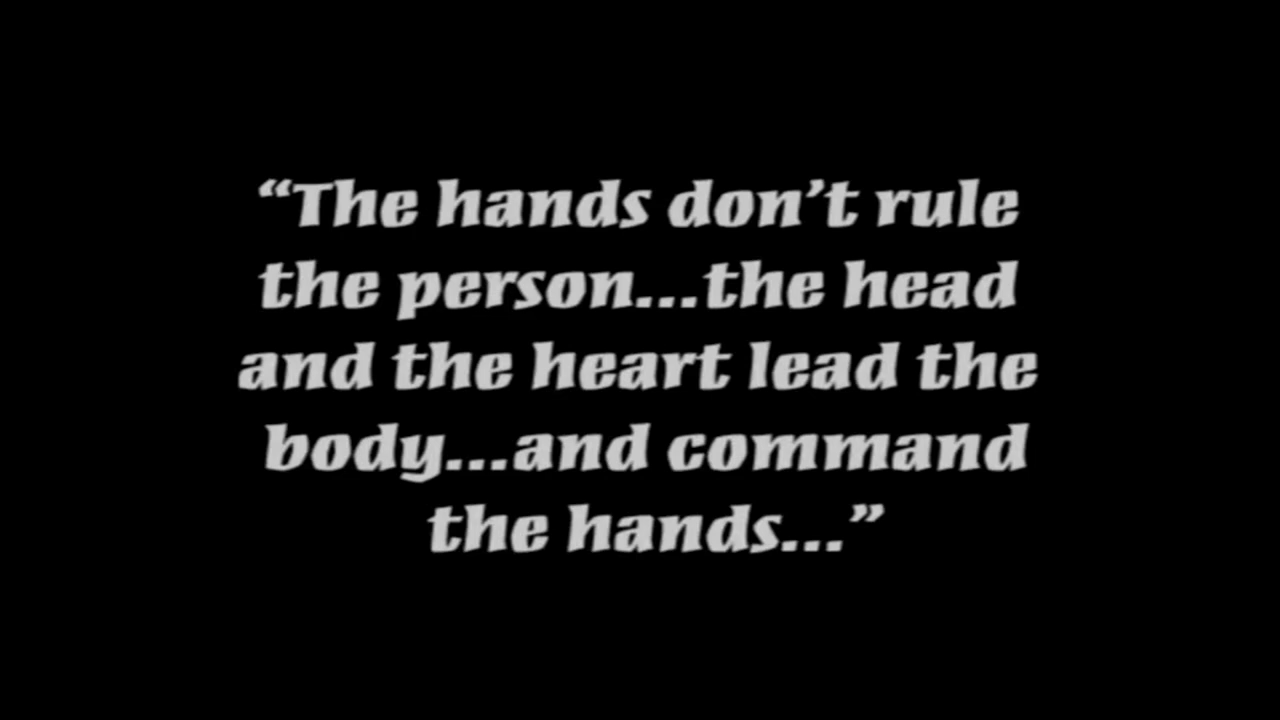 “The hands don’t rule
the person...the head
and the heart lead the
body...and command
the hands...”